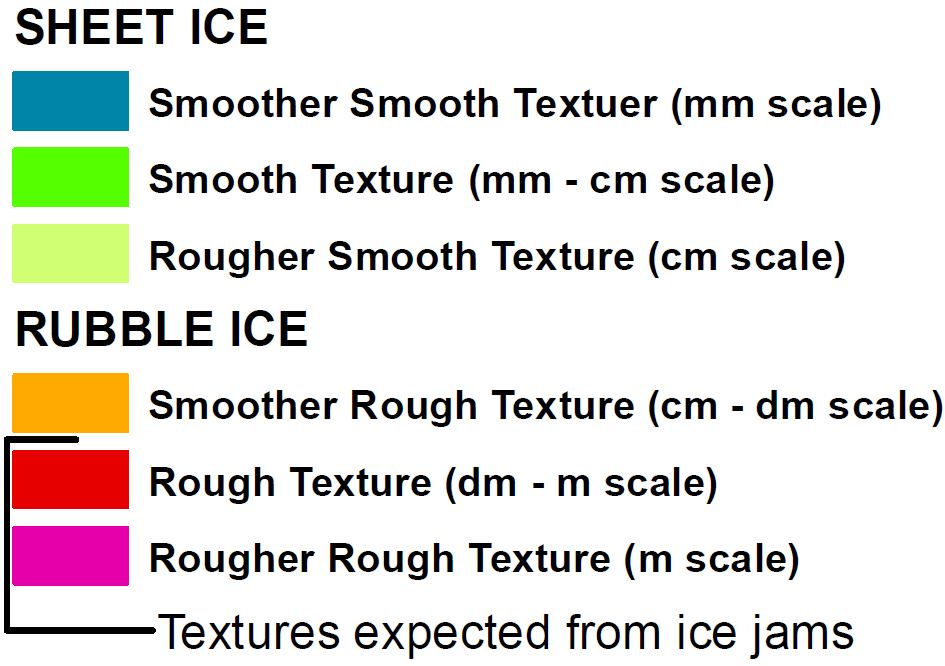 SHEET ICE
Smoother Smooth Textuer (mm scale)
Smooth Texture (mm - cm scale)
Rougher Smooth Texture (cm scale)
RUBBLE ICE
Smoother Rough Texture (cm - dm scale)
Rough Texture (dm - m scale)
Rougher Rough Texture (m scale)
Textures expected from ice jams